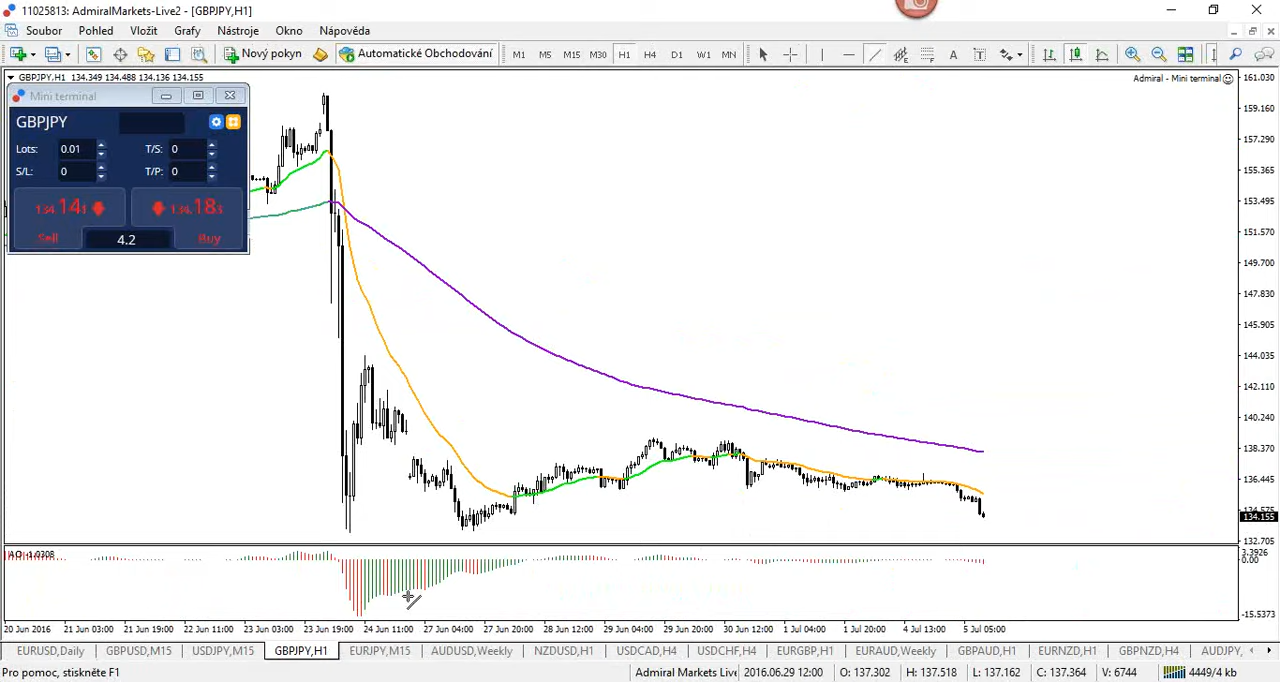 11025813: AdmiralMarkets-Live2 - [GBPJPY,H1]
Soubor Pohled Vložit Grafy Nástroje Okno Nápověda
Nový pokyn Automatické Obchodování M1 M5 M15 M30 H1 H4 D1 W1 MN A T
GBPJPY,H1 134.349 134.488 134.136 134.155
Admiral - Mini terminal
Mini terminal
GBPJPY
Lots: 0.01 T/S: 0
S/L: 0 T/P: 0
134.14 134.18
Sell 4.2 Buy
161.030
159.160
157.290
155.365
153.495
151.570
149.700
147.830
145.905
144.035
142.110
140.240
138.370
136.445
134.575
134.155
132.705
AO -1.0308
3.3926
0.00
-15.5373
20 Jun 2016 21 Jun 03:00 21 Jun 19:00 22 Jun 11:00 23 Jun 03:00 23 Jun 19:00 24 Jun 11:00 27 Jun 04:00 27 Jun 20:00 28 Jun 12:00 29 Jun 04:00 29 Jun 20:00 30 Jun 12:00 1 Jul 04:00 1 Jul 20:00 4 Jul 13:00 5 Jul 05:00
EURUSD,Daily GBPUSD,M15 USDJPY,M15 GBPJPY,H1 EURJPY,M15 AUDUSD,Weekly NZDUSD,H1 USDCAD,H4 USDCHF,H4 EURGBP,H1 EURAUD,Weekly GBPAUD,H1 EURNZD,H1 GBPNZD,H4 AUDJPY,
Pro pomoc, stiskněte F1 Admiral Markets Live 2016.06.29 12:00 O: 137.302 H: 137.518 L: 137.162 C: 137.364 V: 6744 4449/4 kb